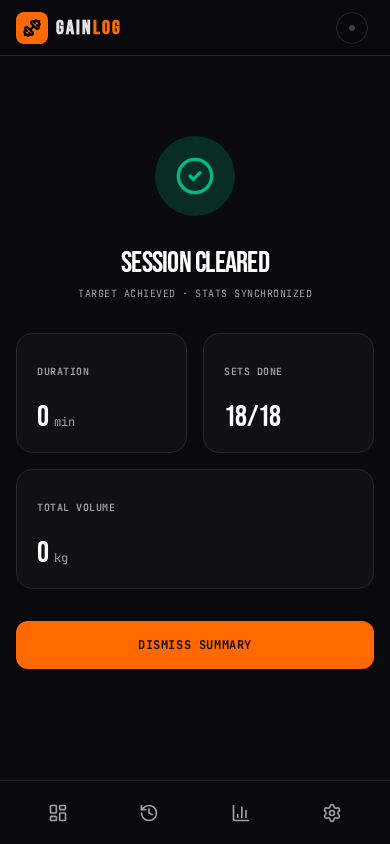 GAINLOG
SESSION CLEARED
TARGET ACHIEVED · STATS SYNCHRONIZED
DURATION
0 min
SETS DONE
18/18
TOTAL VOLUME
0 kg
DISMISS SUMMARY